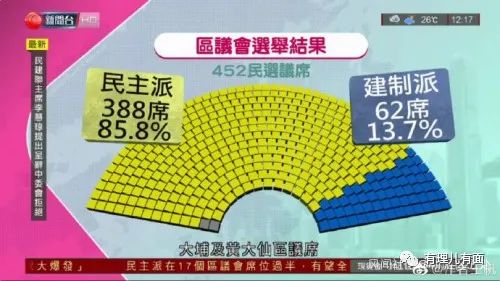 新聞台 HD
26°C 12:17
最新
民建聯主席李慧琼提出呈辭中委會拒絕
區議會選舉結果
452民選議席
民主派
388席
85.8%
建制派
62席
13.7%
大埔及黃大仙區議席
大爆發」 民主派在17個區議會席位過半，有望全
有理儿有面